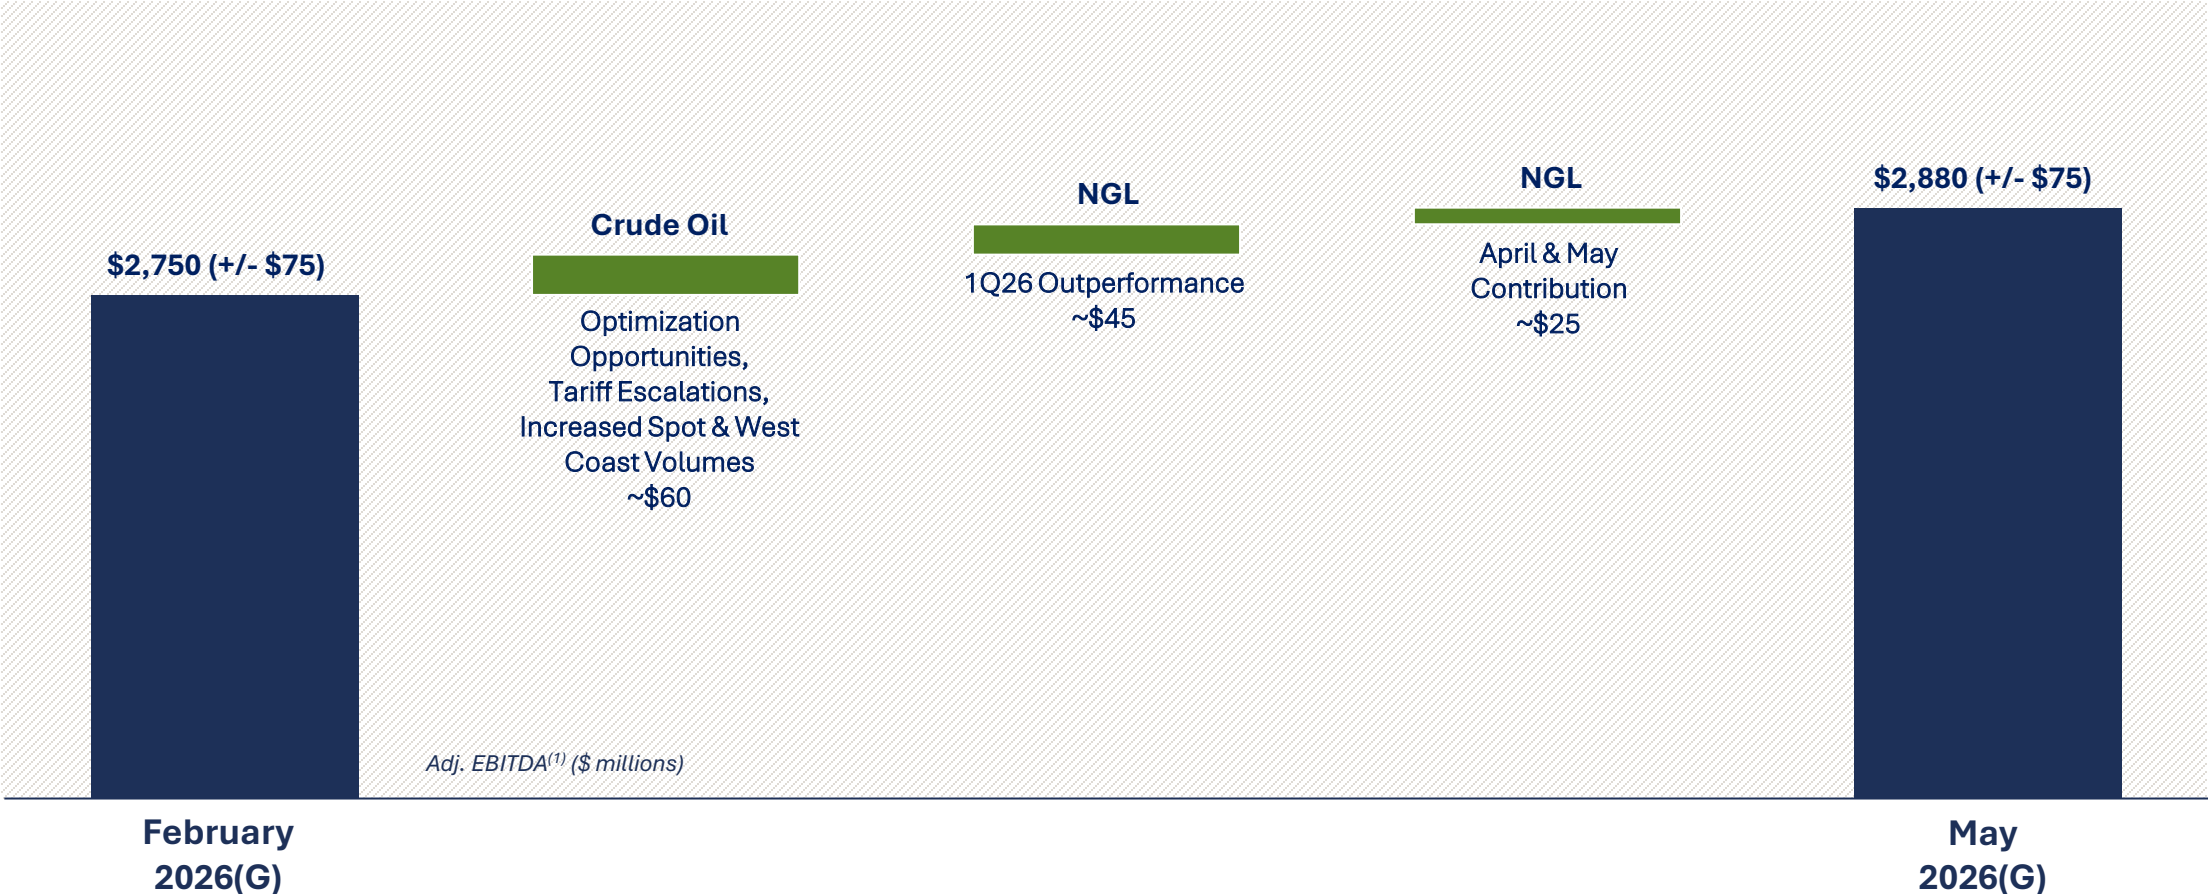 $2,750 (+/- $75)
Crude Oil
Optimization
Opportunities,
Tariff Escalations,
Increased Spot & West
Coast Volumes
~$60
NGL
1Q26 Outperformance
~$45
NGL
April & May
Contribution
~$25
$2,880 (+/- $75)
Adj. EBITDA(1) ($ millions)
February
2026(G)
May
2026(G)